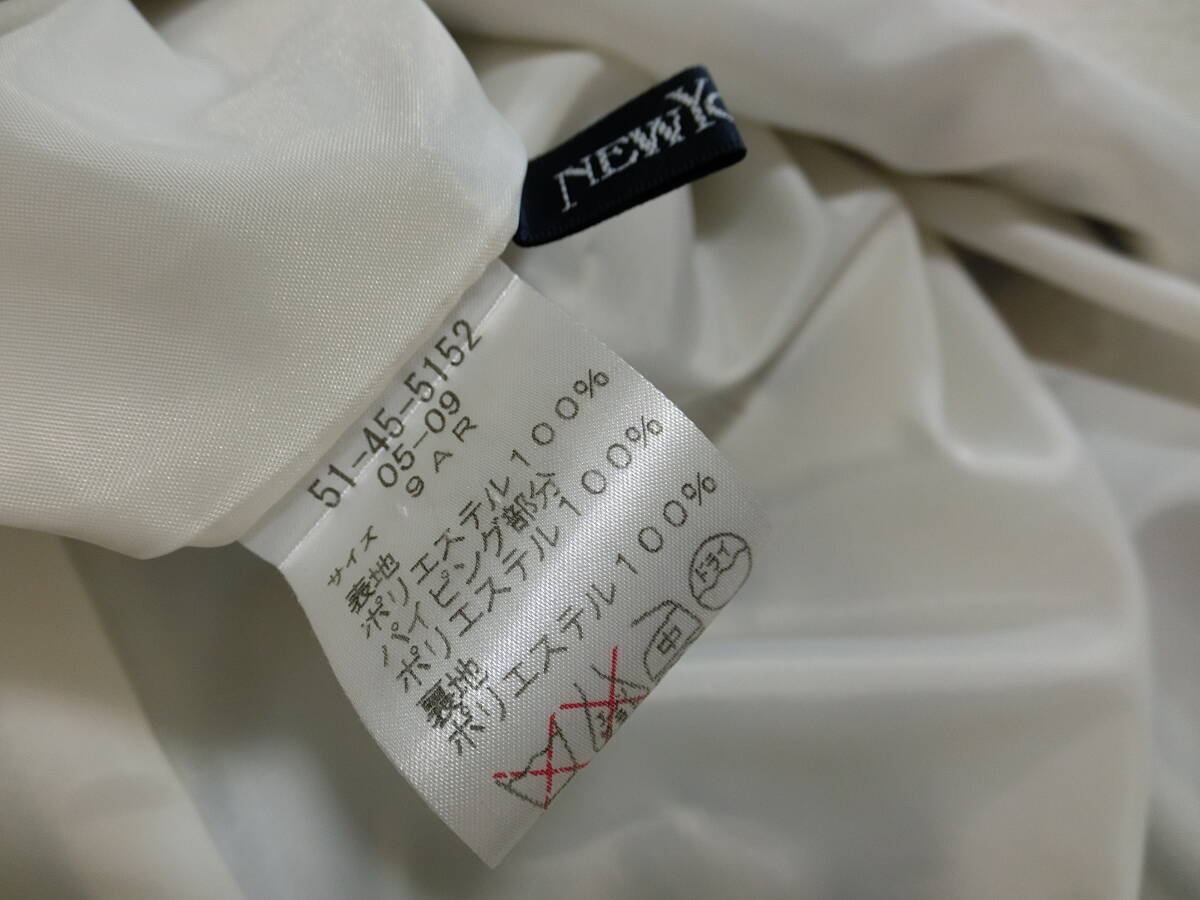 NEWYO
51-45-5152
05-09
サイズ 9AR
表地
ポリエステル100%
パイピング部分
ポリエステル100%
裏地
ポリエステル100%
中
ドライ